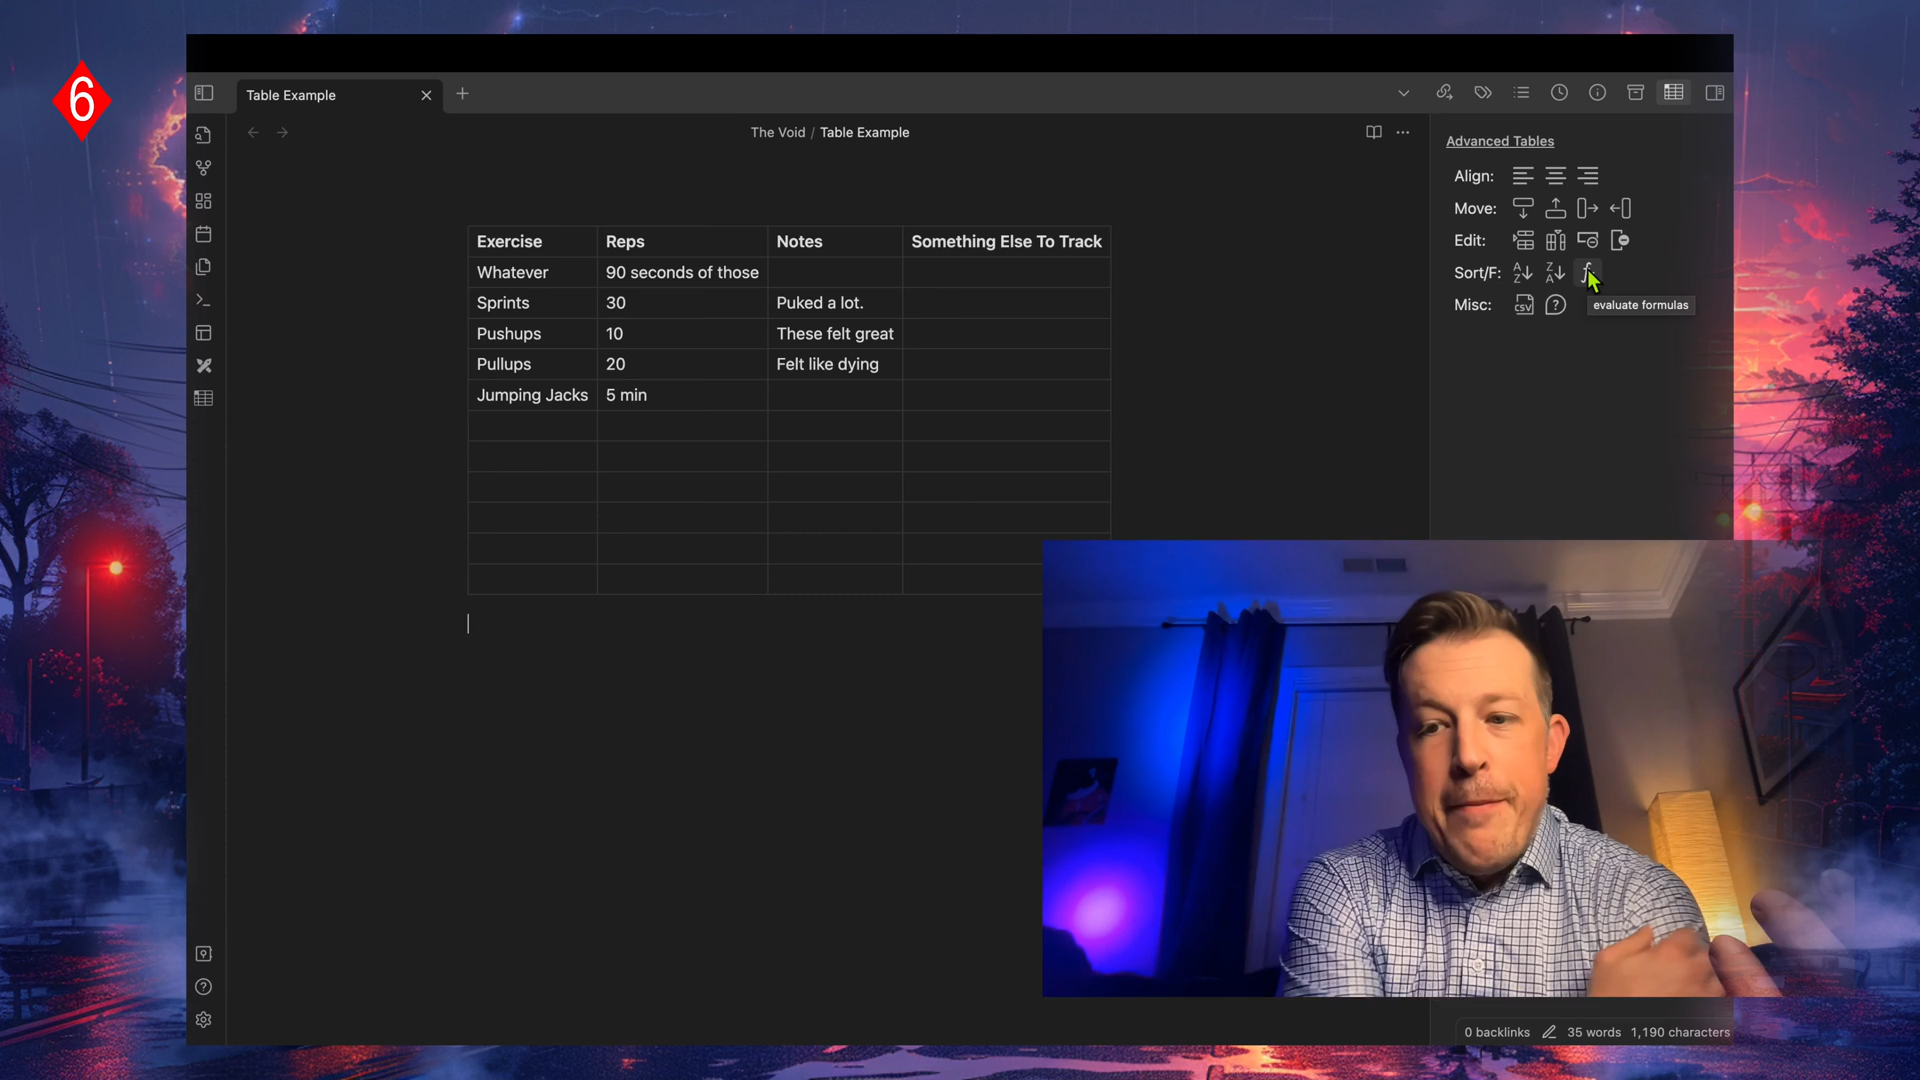 6
Table Example
The Void / Table Example
Advanced Tables
Align:
Move:
Edit:
Sort/F:
Misc:
CSV
evaluate formulas
Exercise Reps Notes Something Else To Track
Whatever 90 seconds of those
Sprints 30 Puked a lot.
Pushups 10 These felt great
Pullups 20 Felt like dying
Jumping Jacks 5 min
0 backlinks 35 words 1,190 characters